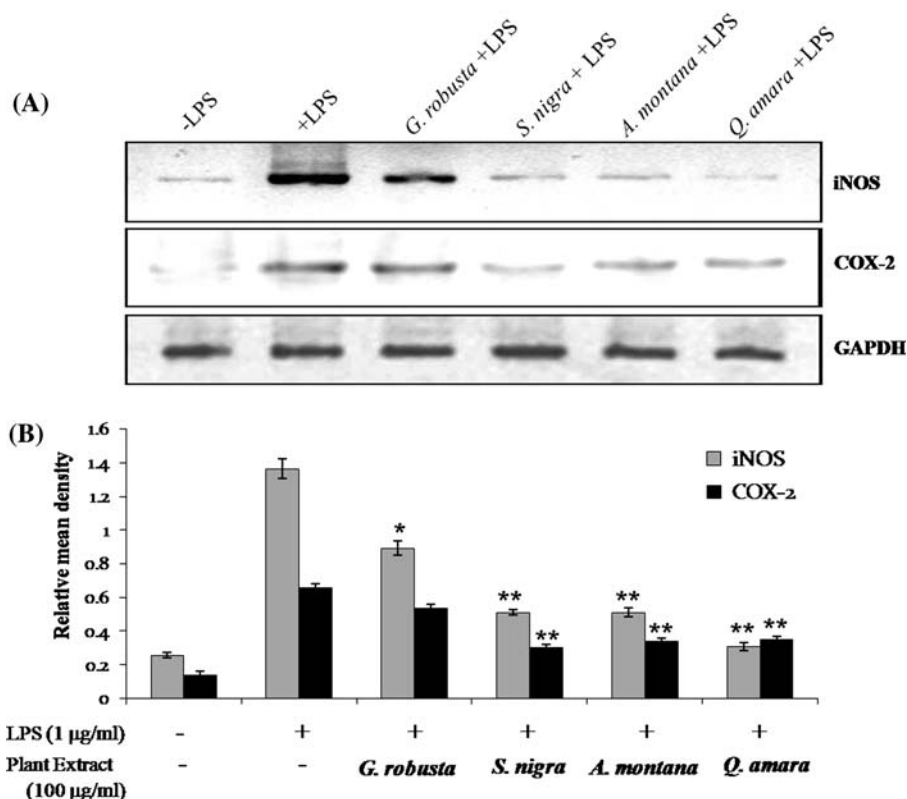 (A)
-LPS
+LPS
G. robusta +LPS
S. nigra + LPS
A. montana +LPS
Q. amara +LPS
iNOS
COX-2
GAPDH
(B)
Relative mean density
1.6
1.4
1.2
1
0.8
0.6
0.4
0.2
0
iNOS
COX-2
*
** **
** **
** **
LPS (1 µg/ml) - + + + + +
Plant Extract - - G. robusta S. nigra A. montana Q. amara
(100 µg/ml)